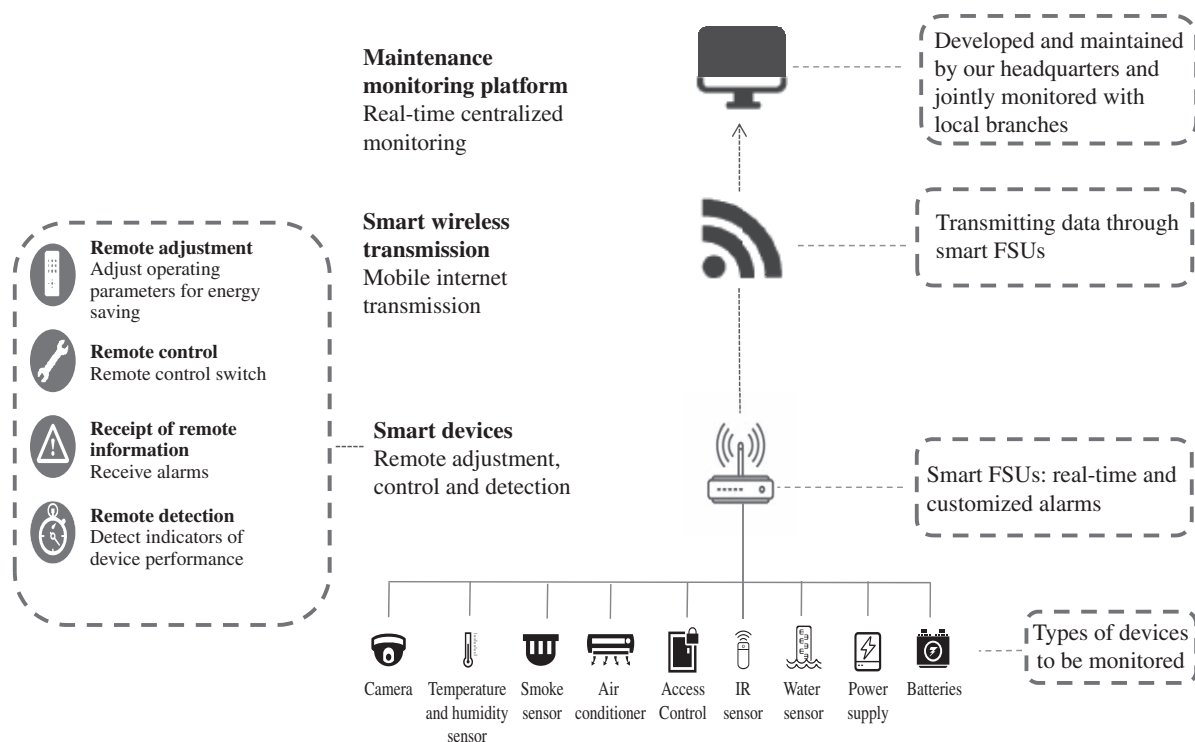 Maintenance
monitoring platform
Real-time centralized
monitoring
Developed and maintained
by our headquarters and
jointly monitored with
local branches
Smart wireless
transmission
Mobile internet
transmission
Transmitting data through
smart FSUs
Remote adjustment
Adjust operating
parameters for energy
saving
Remote control
Remote control switch
Receipt of remote
information
Receive alarms
Remote detection
Detect indicators of
device performance
Smart devices
Remote adjustment,
control and detection
Smart FSUs: real-time and
customized alarms
Camera
Temperature
and humidity
sensor
Smoke
sensor
Air
conditioner
Access
Control
IR
sensor
Water
sensor
Power
supply
Batteries
Types of devices
to be monitored